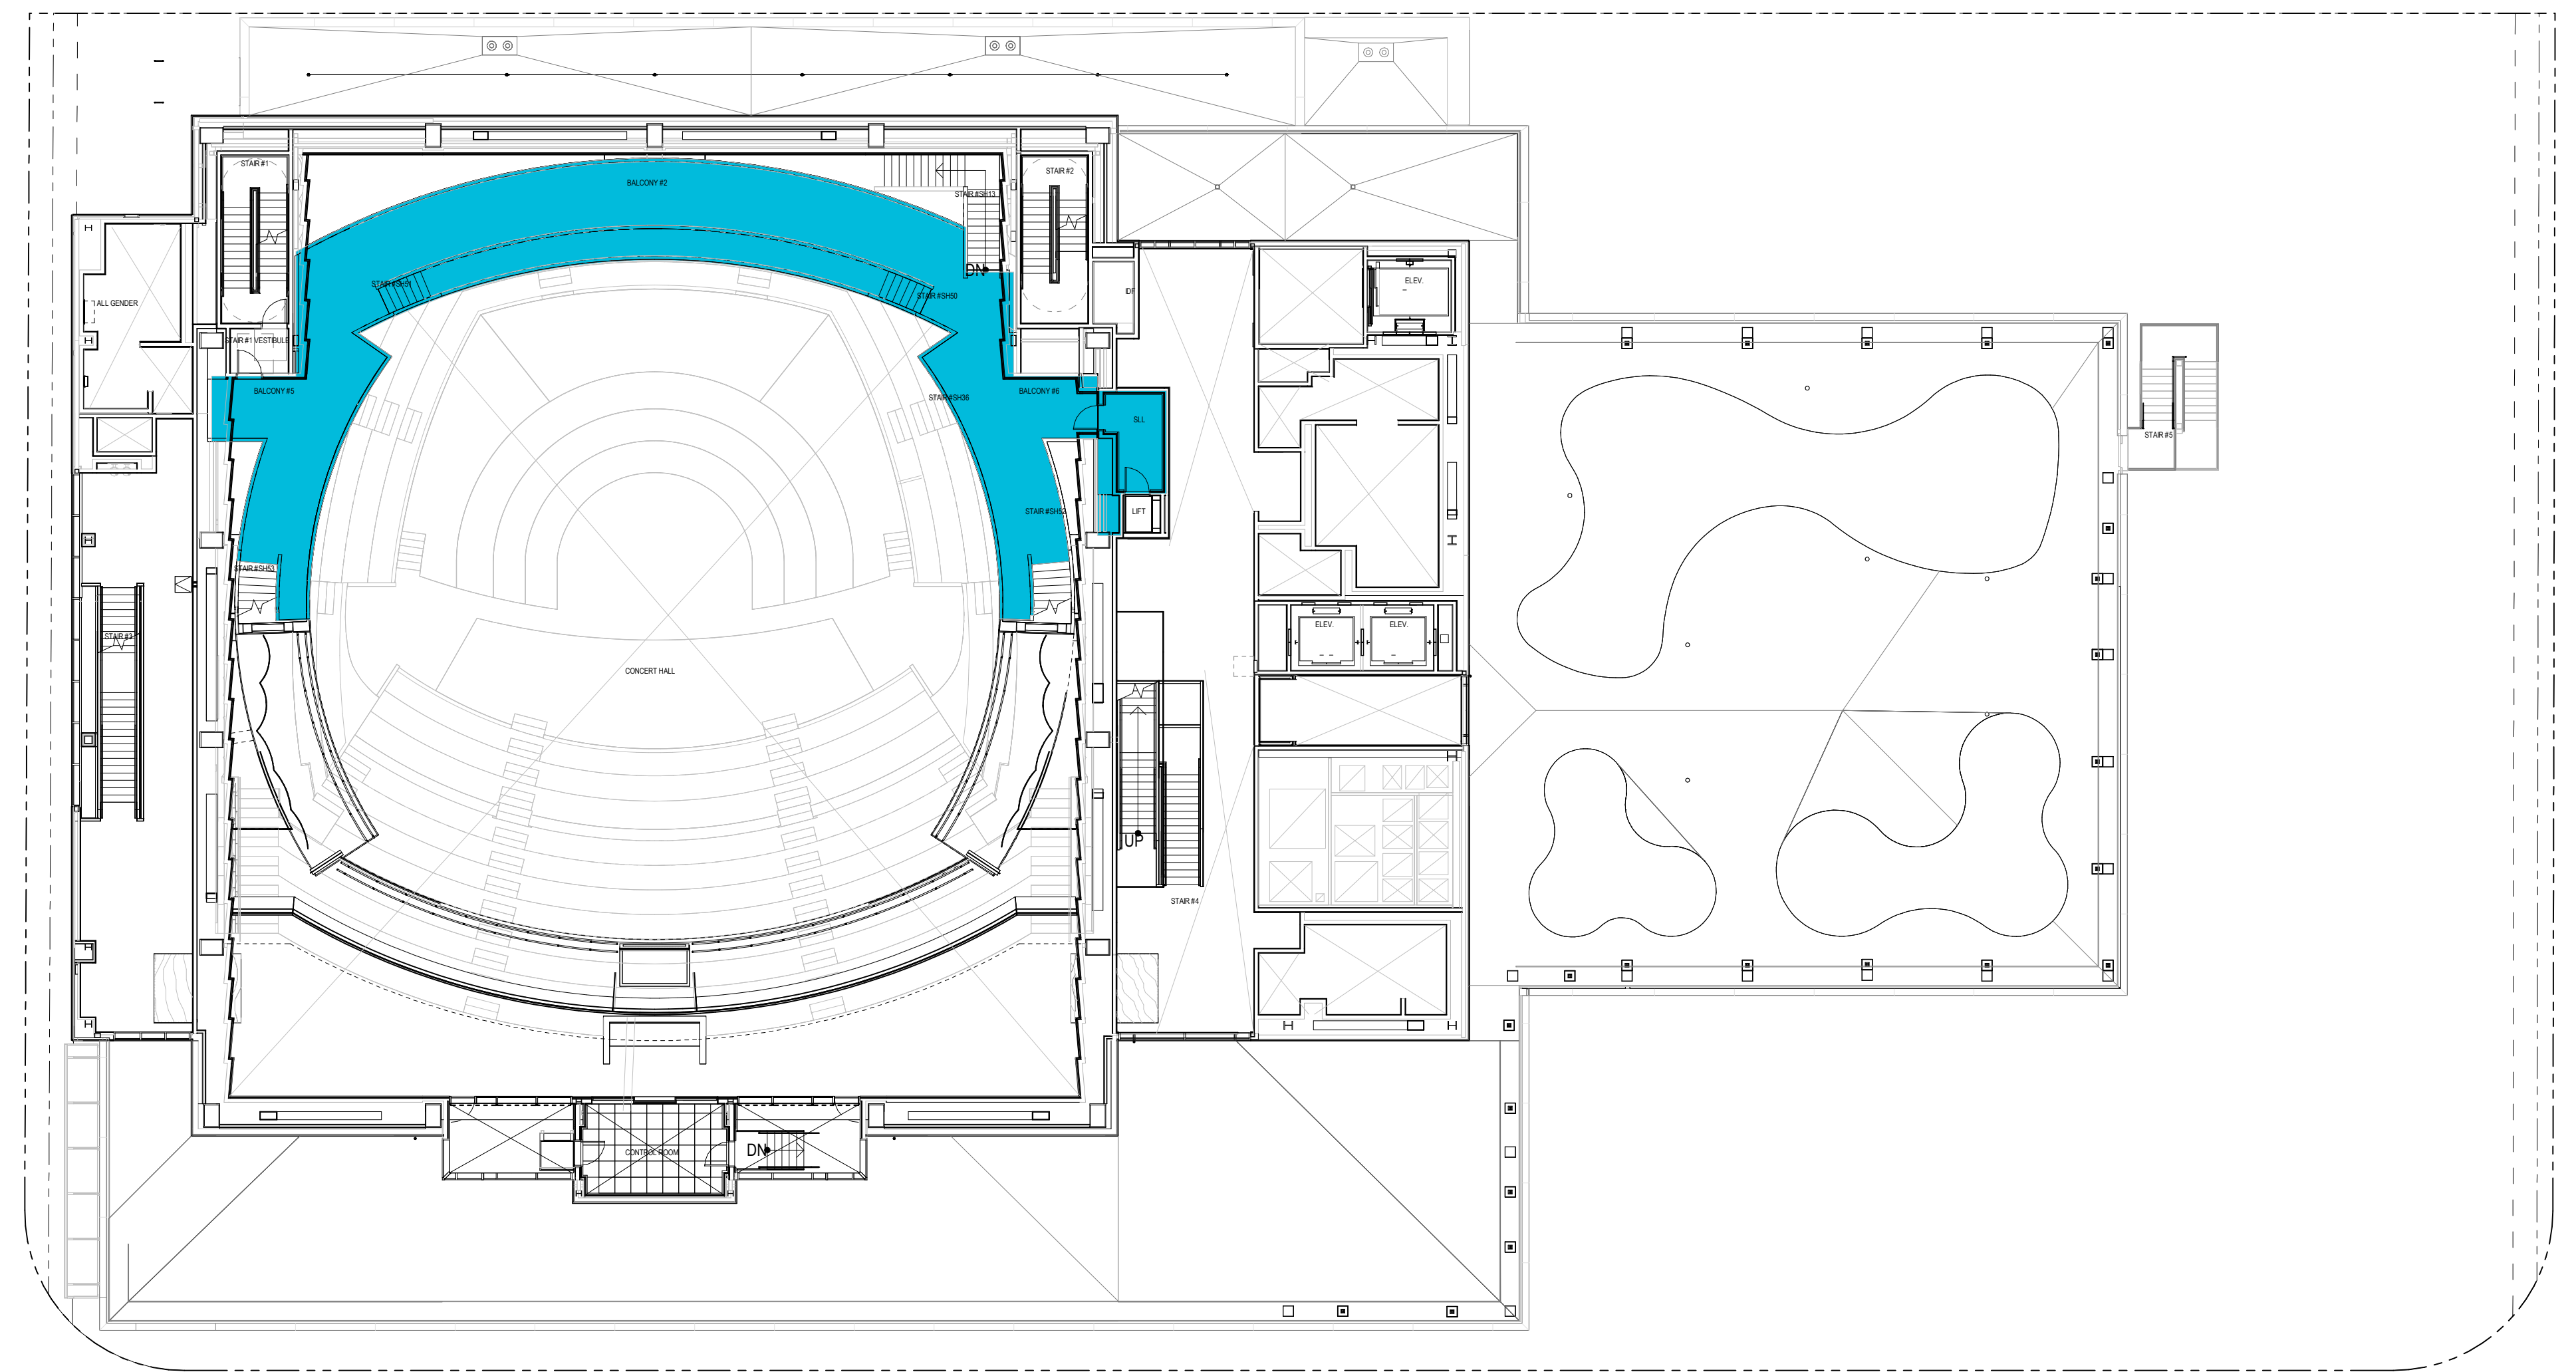 STAIR #1
BALCONY #2
STAIR #2
STAIR #SH13
DN
STAIR #SH51
STAIR #SH50
IDF
ELEV.
ALL GENDER
STAIR #1 VESTIBULE
BALCONY #5
STAIR #SH36
BALCONY #6
SLL
STAIR #5
STAIR #SH52
LIFT
STAIR #SH53
STAIR #3
ELEV.
ELEV.
CONCERT HALL
UP
STAIR #4
CONTROL ROOM
DN